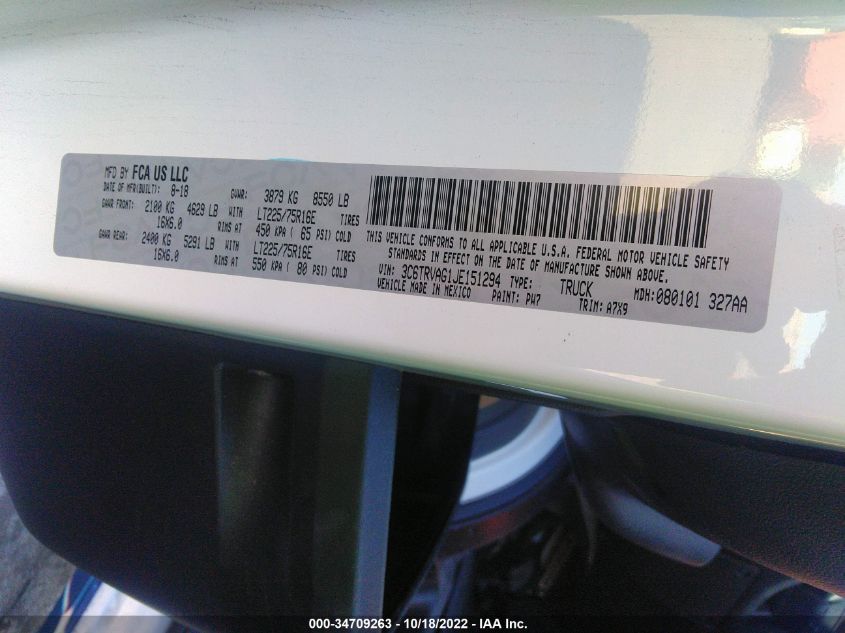 MFD BY FCA US LLC
DATE OF MFR(BUILT): 8-18 GVWR: 3879 KG 8550 LB
GAWR FRONT: 2100 KG 4629 LB WITH LT225/75R16E TIRES
16X6.0 RIMS AT 450 KPA ( 65 PSI) COLD
GAWR REAR: 2400 KG 5291 LB WITH LT225/75R16E TIRES
16X6.0 RIMS AT 550 KPA ( 80 PSI) COLD
THIS VEHICLE CONFORMS TO ALL APPLICABLE U.S.A. FEDERAL MOTOR VEHICLE SAFETY
STANDARDS IN EFFECT ON THE DATE OF MANUFACTURE SHOWN ABOVE.
VIN: 3C6TRVAG1JE151294 TYPE: TRUCK MDH:080101 327AA
VEHICLE MADE IN MEXICO PAINT: PW7 TRIM: A7X9
000-34709263 - 10/18/2022 - IAA Inc.